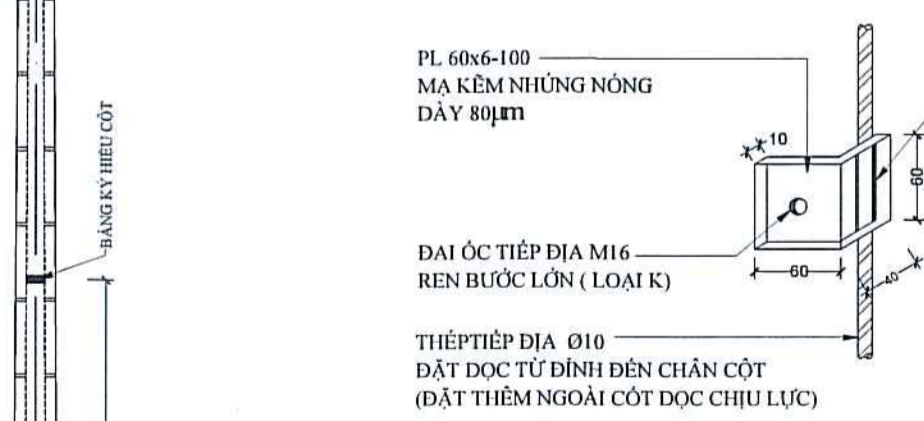 BẢNG KÝ HIỆU CỘT
PL 60x6-100
MẠ KẼM NHÚNG NÓNG
DÀY 80µm
10
60
60
40
ĐAI ỐC TIẾP ĐỊA M16
REN BƯỚC LỚN ( LOẠI K)
THÉPTIẾP ĐỊA Ø10
ĐẶT DỌC TỪ ĐỈNH ĐẾN CHÂN CỘT
(ĐẶT THÊM NGOÀI CỐT DỌC CHỊU LỰC)